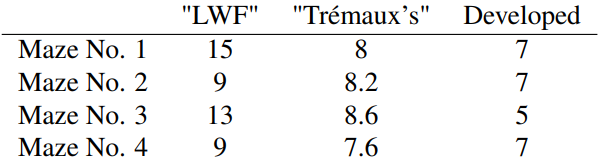 "LWF" "Trémaux's" Developed
Maze No. 1 15 8 7
Maze No. 2 9 8.2 7
Maze No. 3 13 8.6 5
Maze No. 4 9 7.6 7